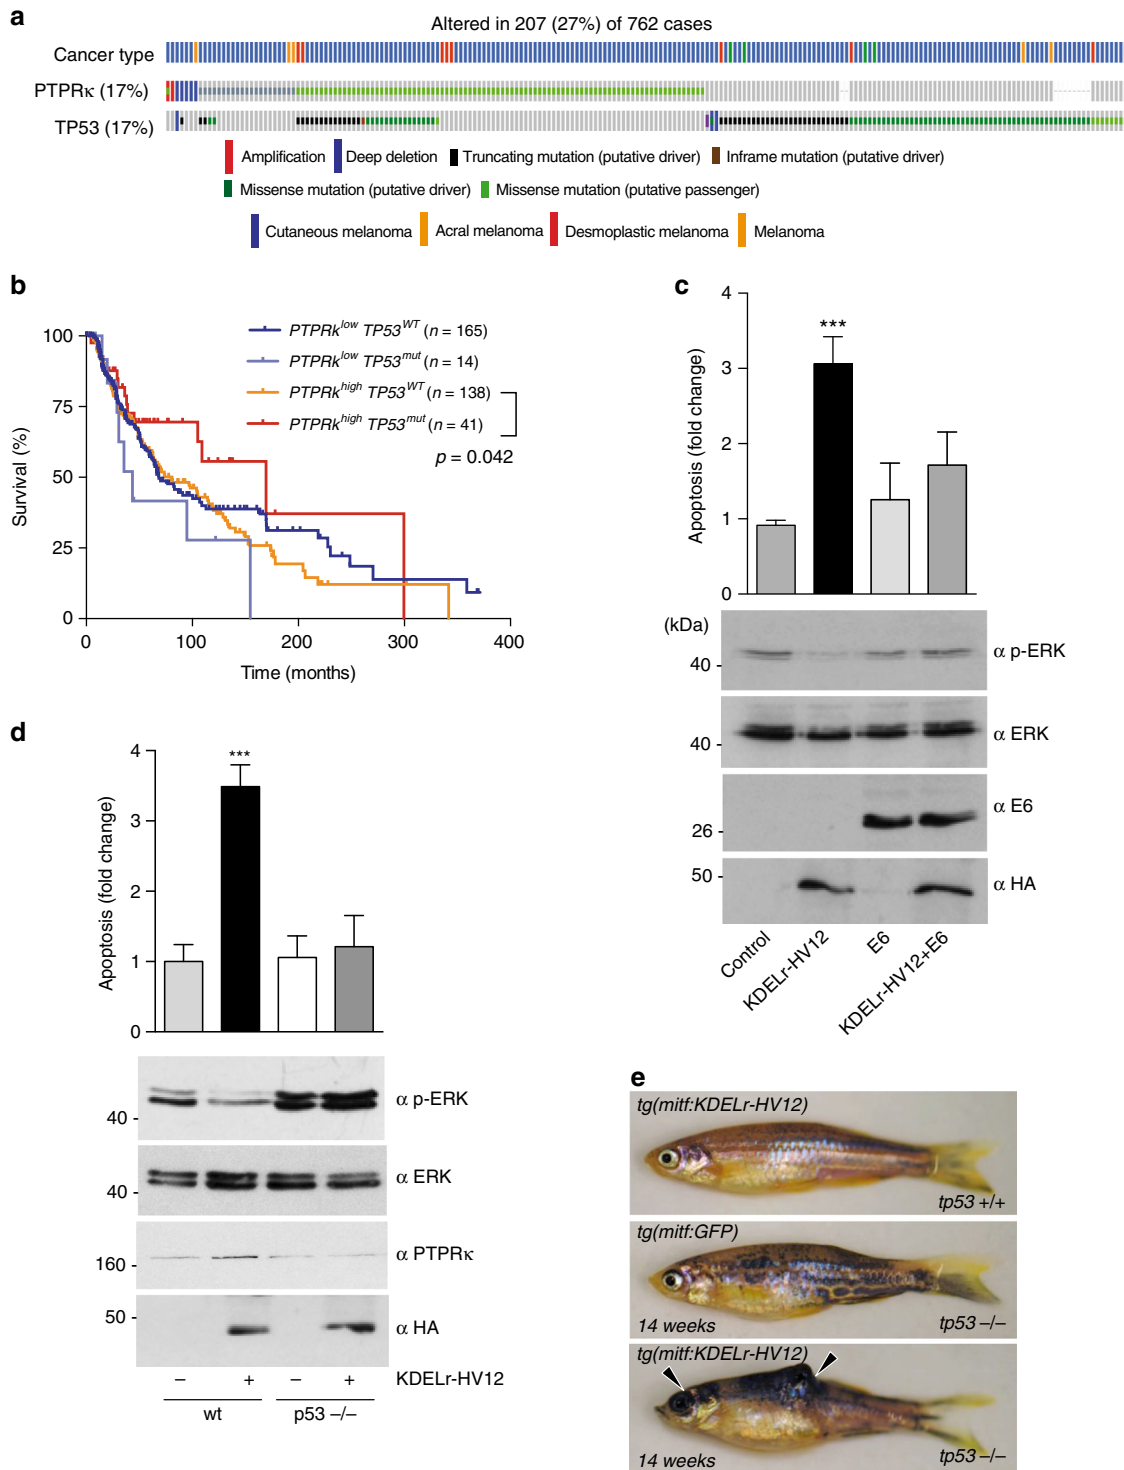 a
Altered in 207 (27%) of 762 cases
Cancer type
PTPRκ (17%)
TP53 (17%)
Amplification
Deep deletion
Truncating mutation (putative driver)
Inframe mutation (putative driver)
Missense mutation (putative driver)
Missense mutation (putative passenger)
Cutaneous melanoma
Acral melanoma
Desmoplastic melanoma
Melanoma
b
Survival (%)
100
75
50
25
0
0 100 200 300 400
Time (months)
PTPRk^low TP53^WT (n = 165)
PTPRk^low TP53^mut (n = 14)
PTPRk^high TP53^WT (n = 138)
PTPRk^high TP53^mut (n = 41)
p = 0.042
c
Apoptosis (fold change)
4
3
2
1
0
***
(kDa)
40 - α p-ERK
40 - α ERK
26 - α E6
50 - α HA
Control
KDELr-HV12
E6
KDELr-HV12+E6
d
Apoptosis (fold change)
4
3
2
1
0
***
40 - α p-ERK
40 - α ERK
160 - α PTPRκ
50 - α HA
– + – + KDELr-HV12
wt p53 –/–
e
tg(mitf:KDELr-HV12)
tp53 +/+
tg(mitf:GFP)
14 weeks tp53 –/–
tg(mitf:KDELr-HV12)
14 weeks tp53 –/–